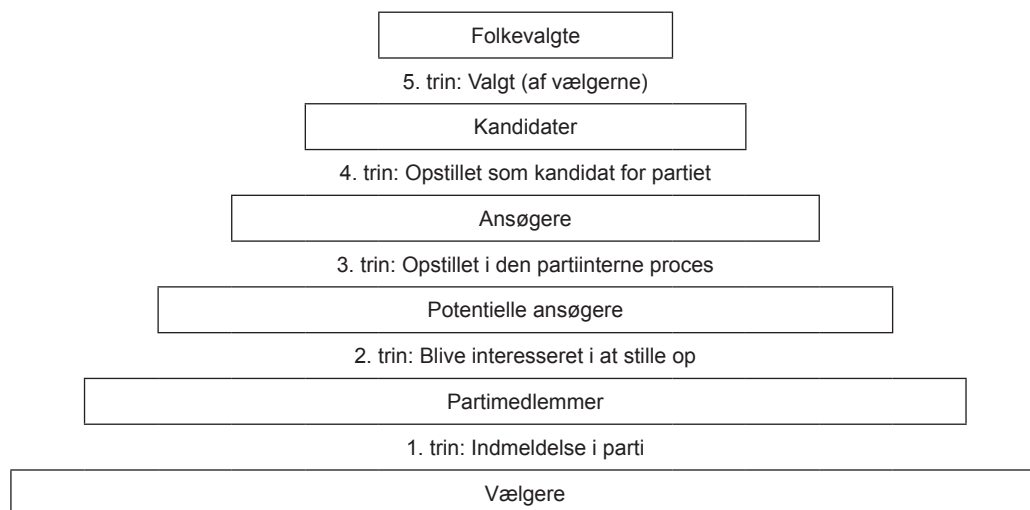 Folkevalgte
5. trin: Valgt (af vælgerne)
Kandidater
4. trin: Opstillet som kandidat for partiet
Ansøgere
3. trin: Opstillet i den partiinterne proces
Potentielle ansøgere
2. trin: Blive interesseret i at stille op
Partimedlemmer
1. trin: Indmeldelse i parti
Vælgere